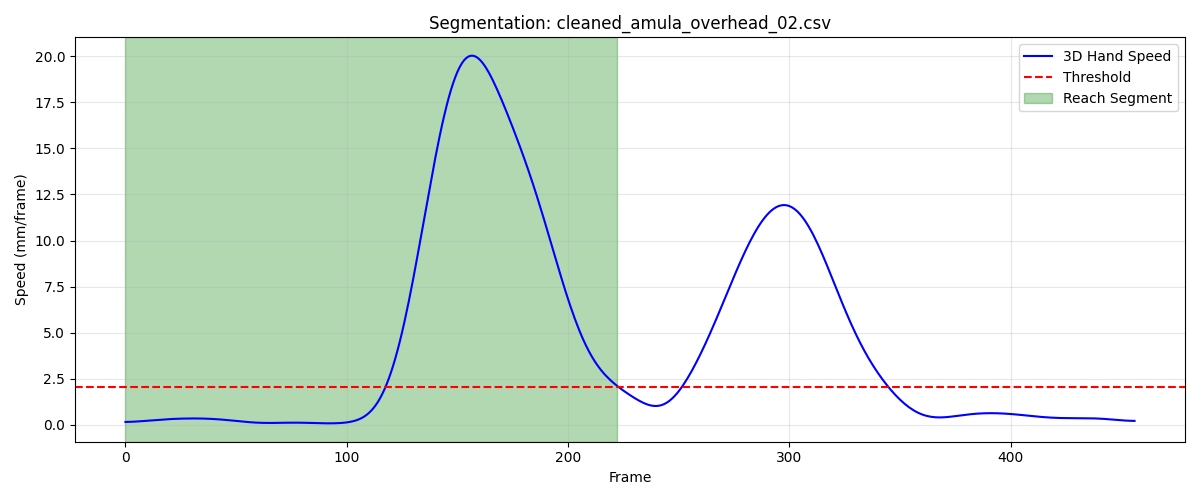 Segmentation: cleaned_amula_overhead_02.csv
3D Hand Speed
Threshold
Reach Segment
Speed (mm/frame)
20.0
17.5
15.0
12.5
10.0
7.5
5.0
2.5
0.0
0
100
200
300
400
Frame